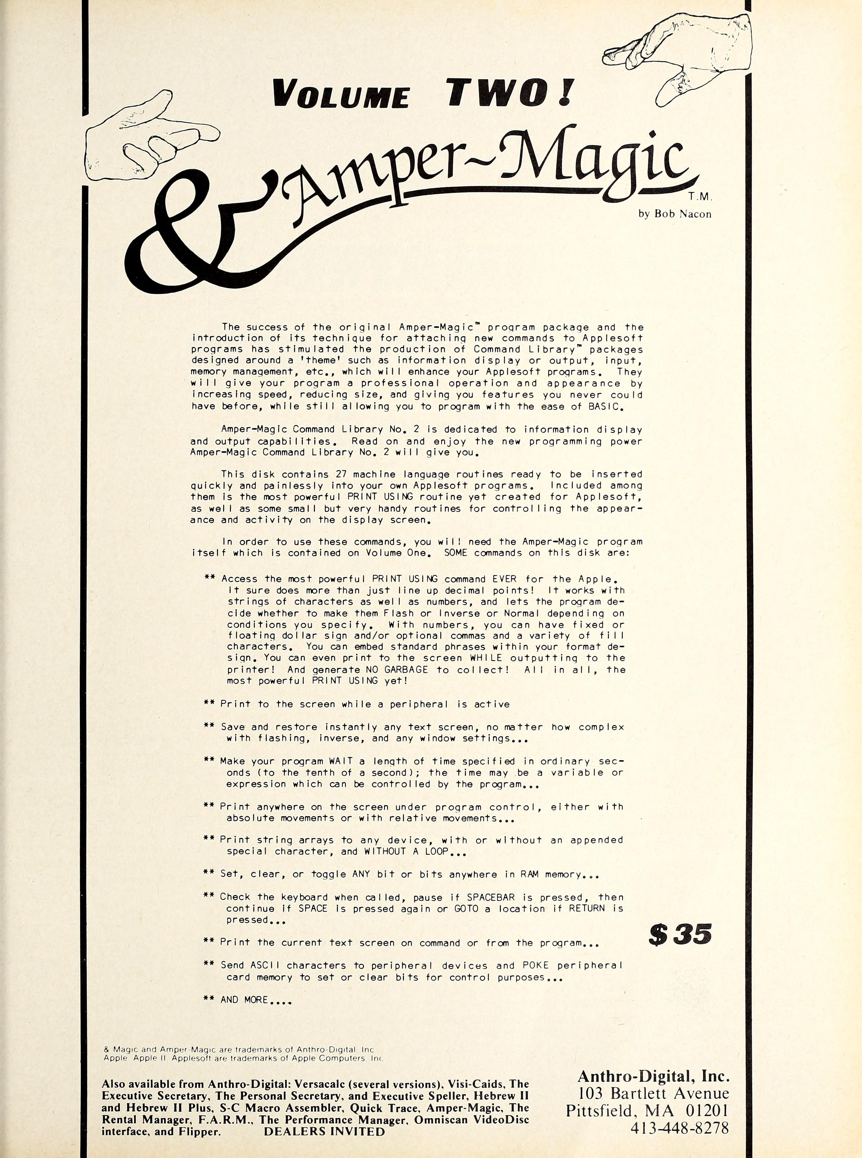 VOLUME TWO!
& Amper~Magic
T.M.
by Bob Nacon
The success of the original Amper-Magic™ program package and the
introduction of its technique for attaching new commands to Applesoft
programs has stimulated the production of Command Library™ packages
designed around a 'theme' such as information display or output, input,
memory management, etc., which will enhance your Applesoft programs. They
will give your program a professional operation and appearance by
increasing speed, reducing size, and giving you features you never could
have before, while still allowing you to program with the ease of BASIC.
Amper-Magic Command Library No. 2 is dedicated to information display
and output capabilities. Read on and enjoy the new programming power
Amper-Magic Command Library No. 2 will give you.
This disk contains 27 machine language routines ready to be inserted
quickly and painlessly into your own Applesoft programs. Included among
them is the most powerful PRINT USING routine yet created for Applesoft,
as well as some small but very handy routines for controlling the appear-
ance and activity on the display screen.
In order to use these commands, you will need the Amper-Magic program
itself which is contained on Volume One. SOME commands on this disk are:
** Access the most powerful PRINT USING command EVER for the Apple.
It sure does more than just line up decimal points! It works with
strings of characters as well as numbers, and lets the program de-
cide whether to make them Flash or Inverse or Normal depending on
conditions you specify. With numbers, you can have fixed or
floating dollar sign and/or optional commas and a variety of fill
characters. You can embed standard phrases within your format de-
sign. You can even print to the screen WHILE outputting to the
printer! And generate NO GARBAGE to collect! All in all, the
most powerful PRINT USING yet!
** Print to the screen while a peripheral is active
** Save and restore instantly any text screen, no matter how complex
with flashing, inverse, and any window settings...
** Make your program WAIT a length of time specified in ordinary sec-
onds (to the tenth of a second); the time may be a variable or
expression which can be controlled by the program...
** Print anywhere on the screen under program control, either with
absolute movements or with relative movements...
** Print string arrays to any device, with or without an appended
special character, and WITHOUT A LOOP...
** Set, clear, or toggle ANY bit or bits anywhere in RAM memory...
** Check the keyboard when called, pause if SPACEBAR is pressed, then
continue if SPACE is pressed again or GOTO a location if RETURN is
pressed...
** Print the current text screen on command or from the program...
** Send ASCII characters to peripheral devices and POKE peripheral
card memory to set or clear bits for control purposes...
** AND MORE....
$35
& Magic and Amper Magic are trademarks of Anthro-Digital Inc
Apple Apple II Applesoft are trademarks of Apple Computers Inc.
Also available from Anthro-Digital: Versacalc (several versions), Visi-Caids, The
Executive Secretary, The Personal Secretary, and Executive Speller, Hebrew II
and Hebrew II Plus, S-C Macro Assembler, Quick Trace, Amper-Magic, The
Rental Manager, F.A.R.M., The Performance Manager, Omniscan VideoDisc
interface, and Flipper. DEALERS INVITED
Anthro-Digital, Inc.
103 Bartlett Avenue
Pittsfield, MA 01201
413-448-8278